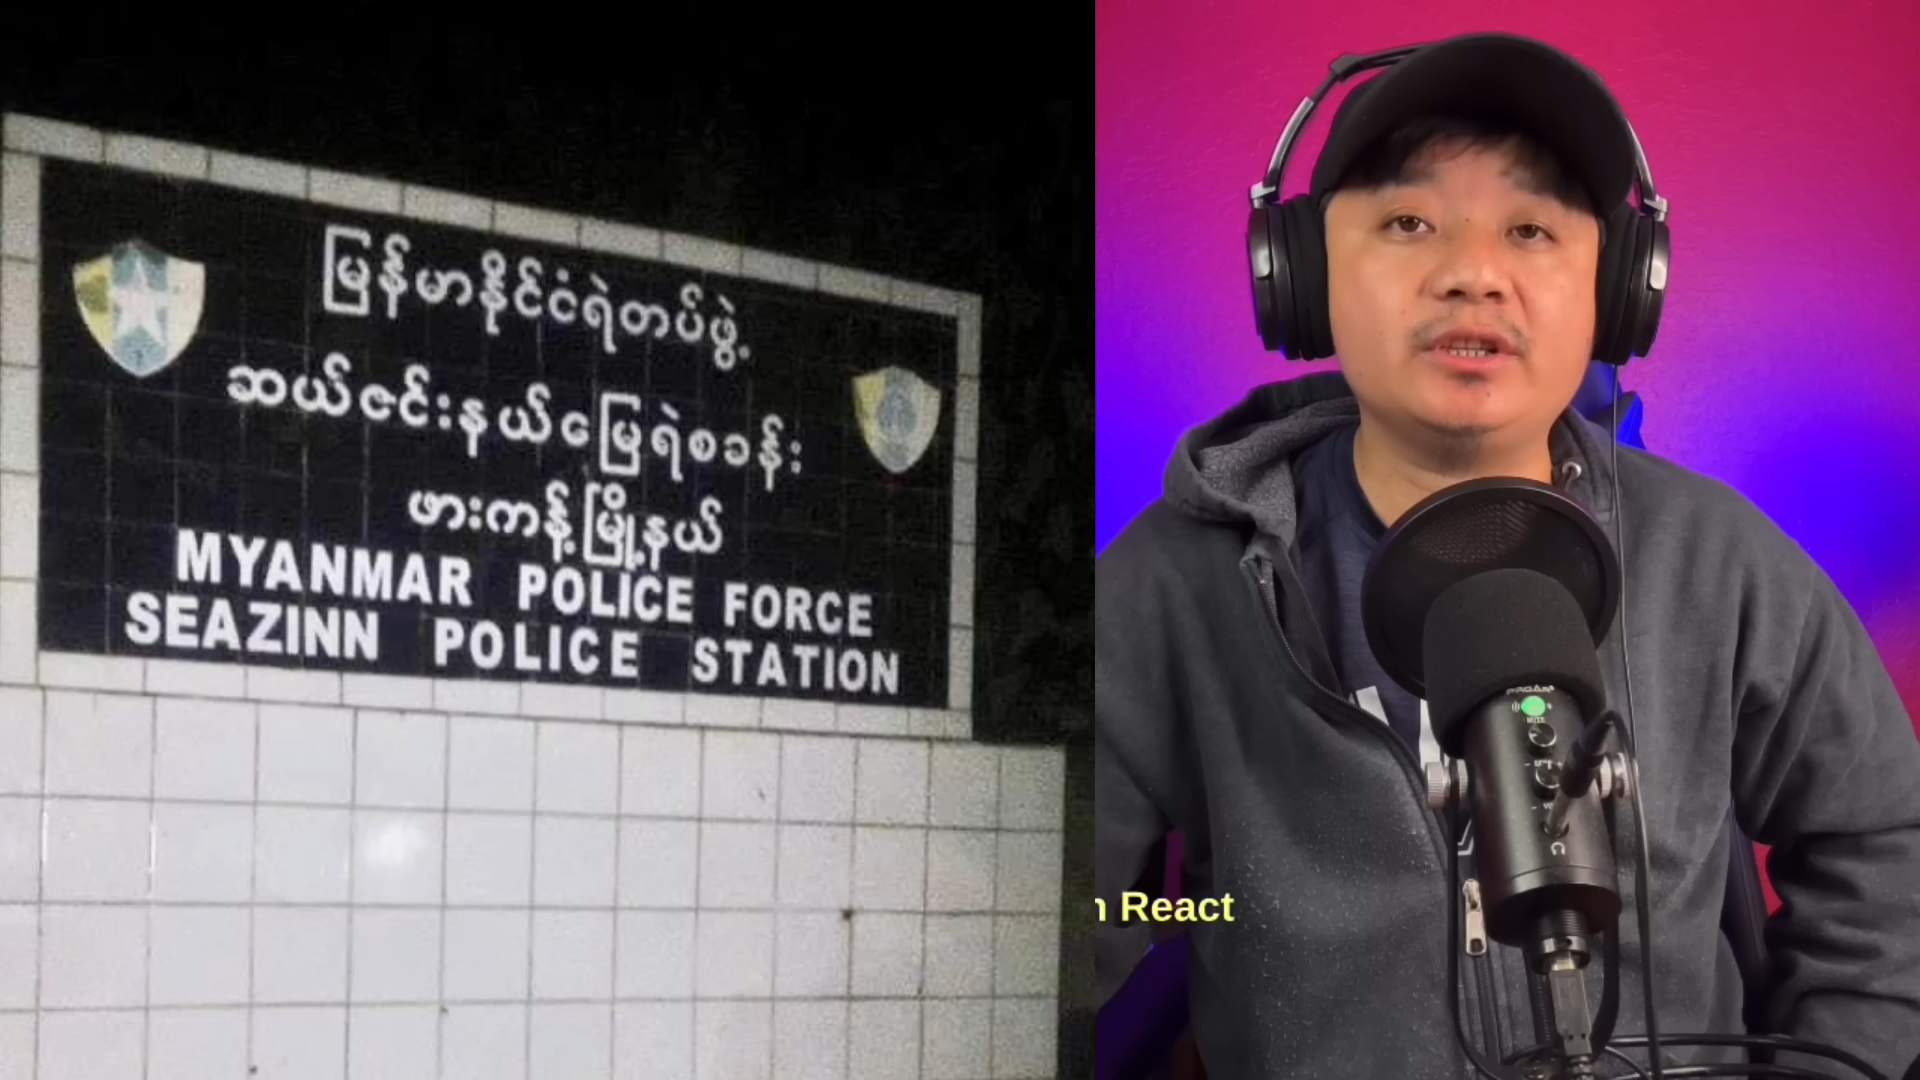 မြန်မာနိုင်ငံရဲတပ်ဖွဲ့
ဆယ်ဇင်းနယ်မြေရဲစခန်း
ဖားကန့်မြို့နယ်
MYANMAR POLICE FORCE
SEAZINN POLICE STATION
n React
MUTE